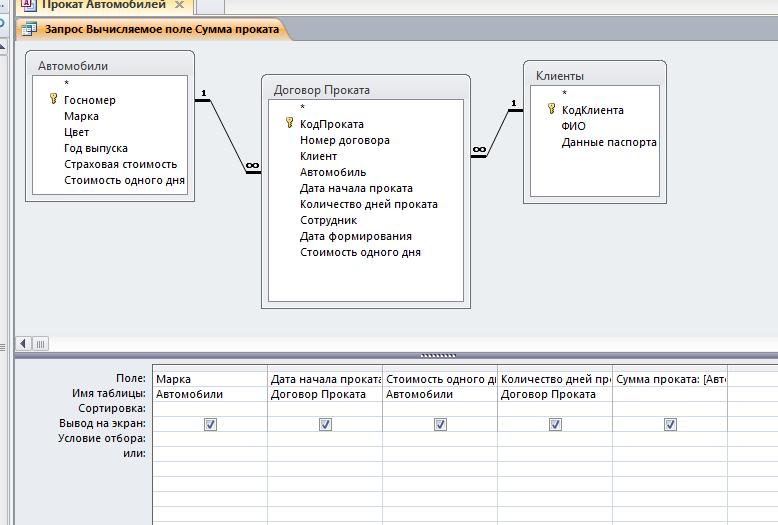 Прокат Автомобилей
Запрос Вычисляемое поле Сумма проката
Автомобили
*
Госномер
Марка
Цвет
Год выпуска
Страховая стоимость
Стоимость одного дня
1
∞
Договор Проката
*
КодПроката
Номер договора
Клиент
Автомобиль
Дата начала проката
Количество дней проката
Сотрудник
Дата формирования
Стоимость одного дня
∞
1
Клиенты
*
КодКлиента
ФИО
Данные паспорта
Поле: Марка Дата начала проката Стоимость одного д Количество дней пр Сумма проката: [Авт
Имя таблицы: Автомобили Договор Проката Автомобили Договор Проката
Сортировка:
Вывод на экран:
Условие отбора:
или: